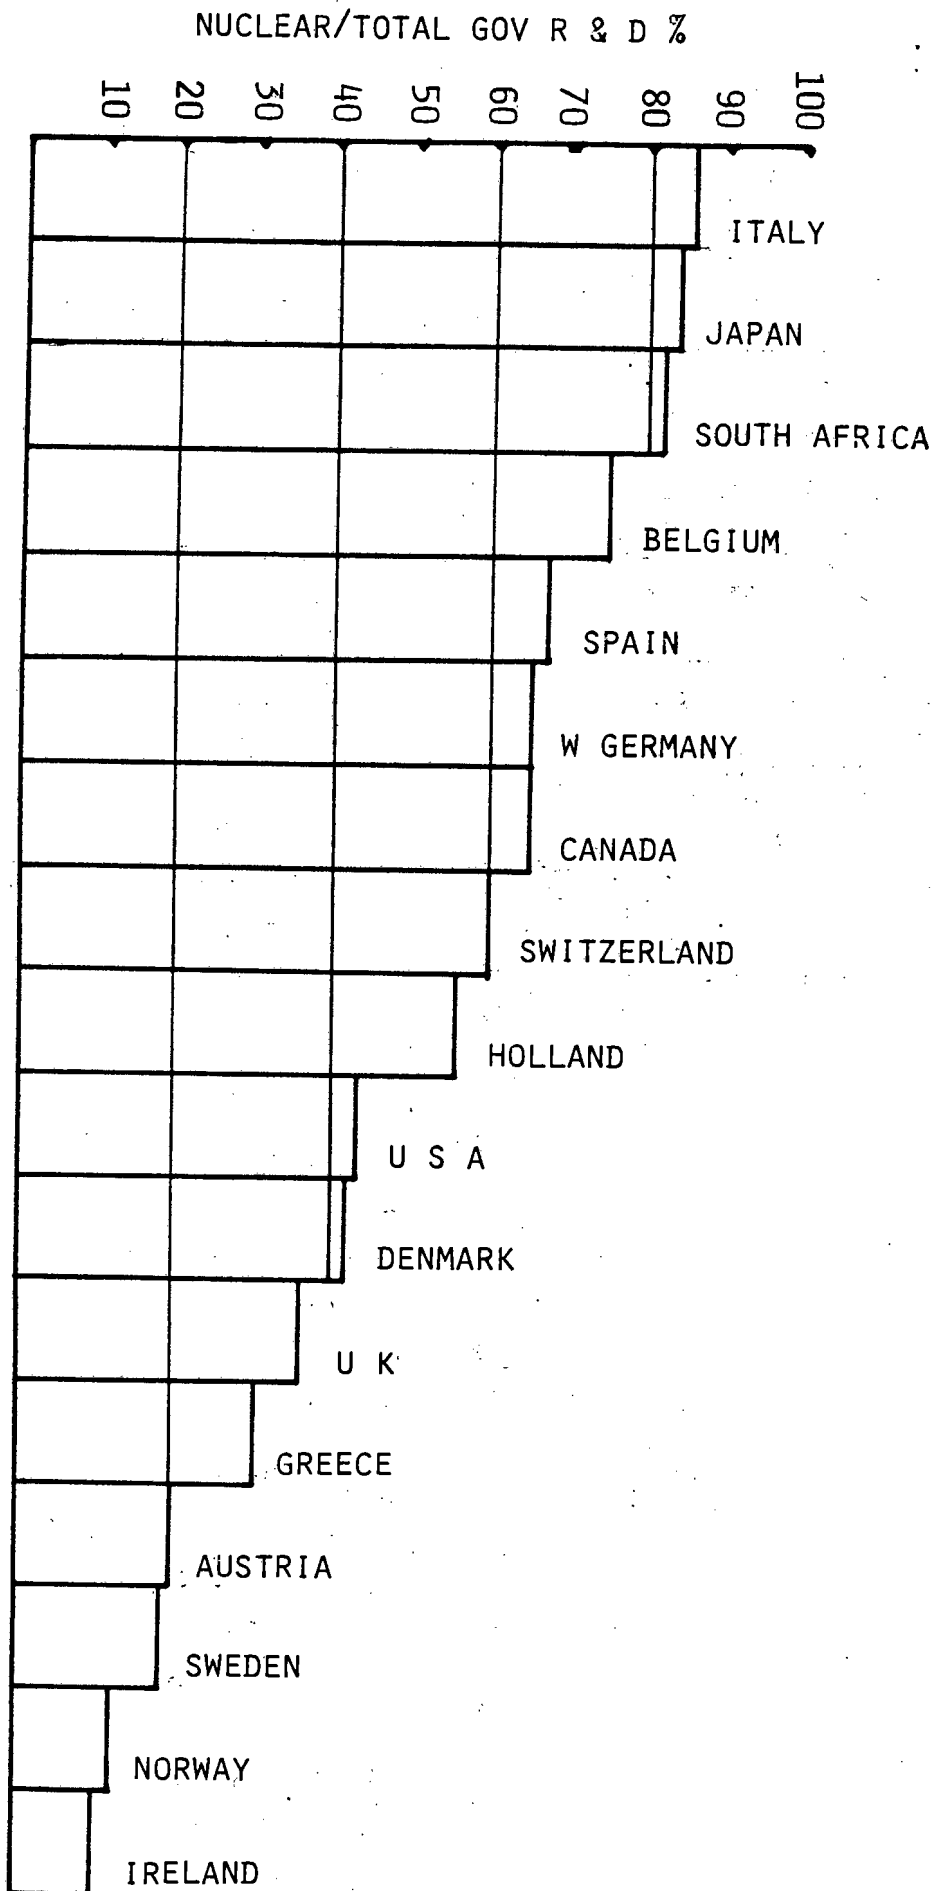 NUCLEAR/TOTAL GOV R & D %
10 20 30 40 50 60 70 80 90 100
ITALY
JAPAN
SOUTH AFRICA
BELGIUM
SPAIN
W GERMANY
CANADA
SWITZERLAND
HOLLAND
U S A
DENMARK
U K
GREECE
AUSTRIA
SWEDEN
NORWAY
IRELAND